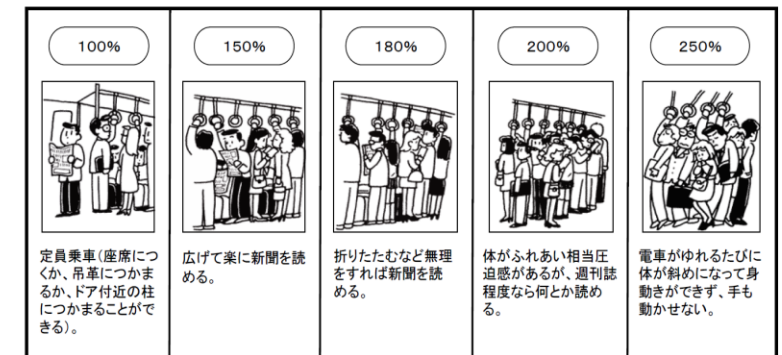 100%
150%
180%
200%
250%
定員乗車(座席につ
くか、吊革につかま
るか、ドア付近の柱
につかまることがで
きる)。
広げて楽に新聞を読
める。
折りたたむなど無理
をすれば新聞を読
める。
体がふれあい相当圧
迫感があるが、週刊誌
程度なら何とか読め
る。
電車がゆれるたびに
体が斜めになって身
動きができず、手も
動かせない。